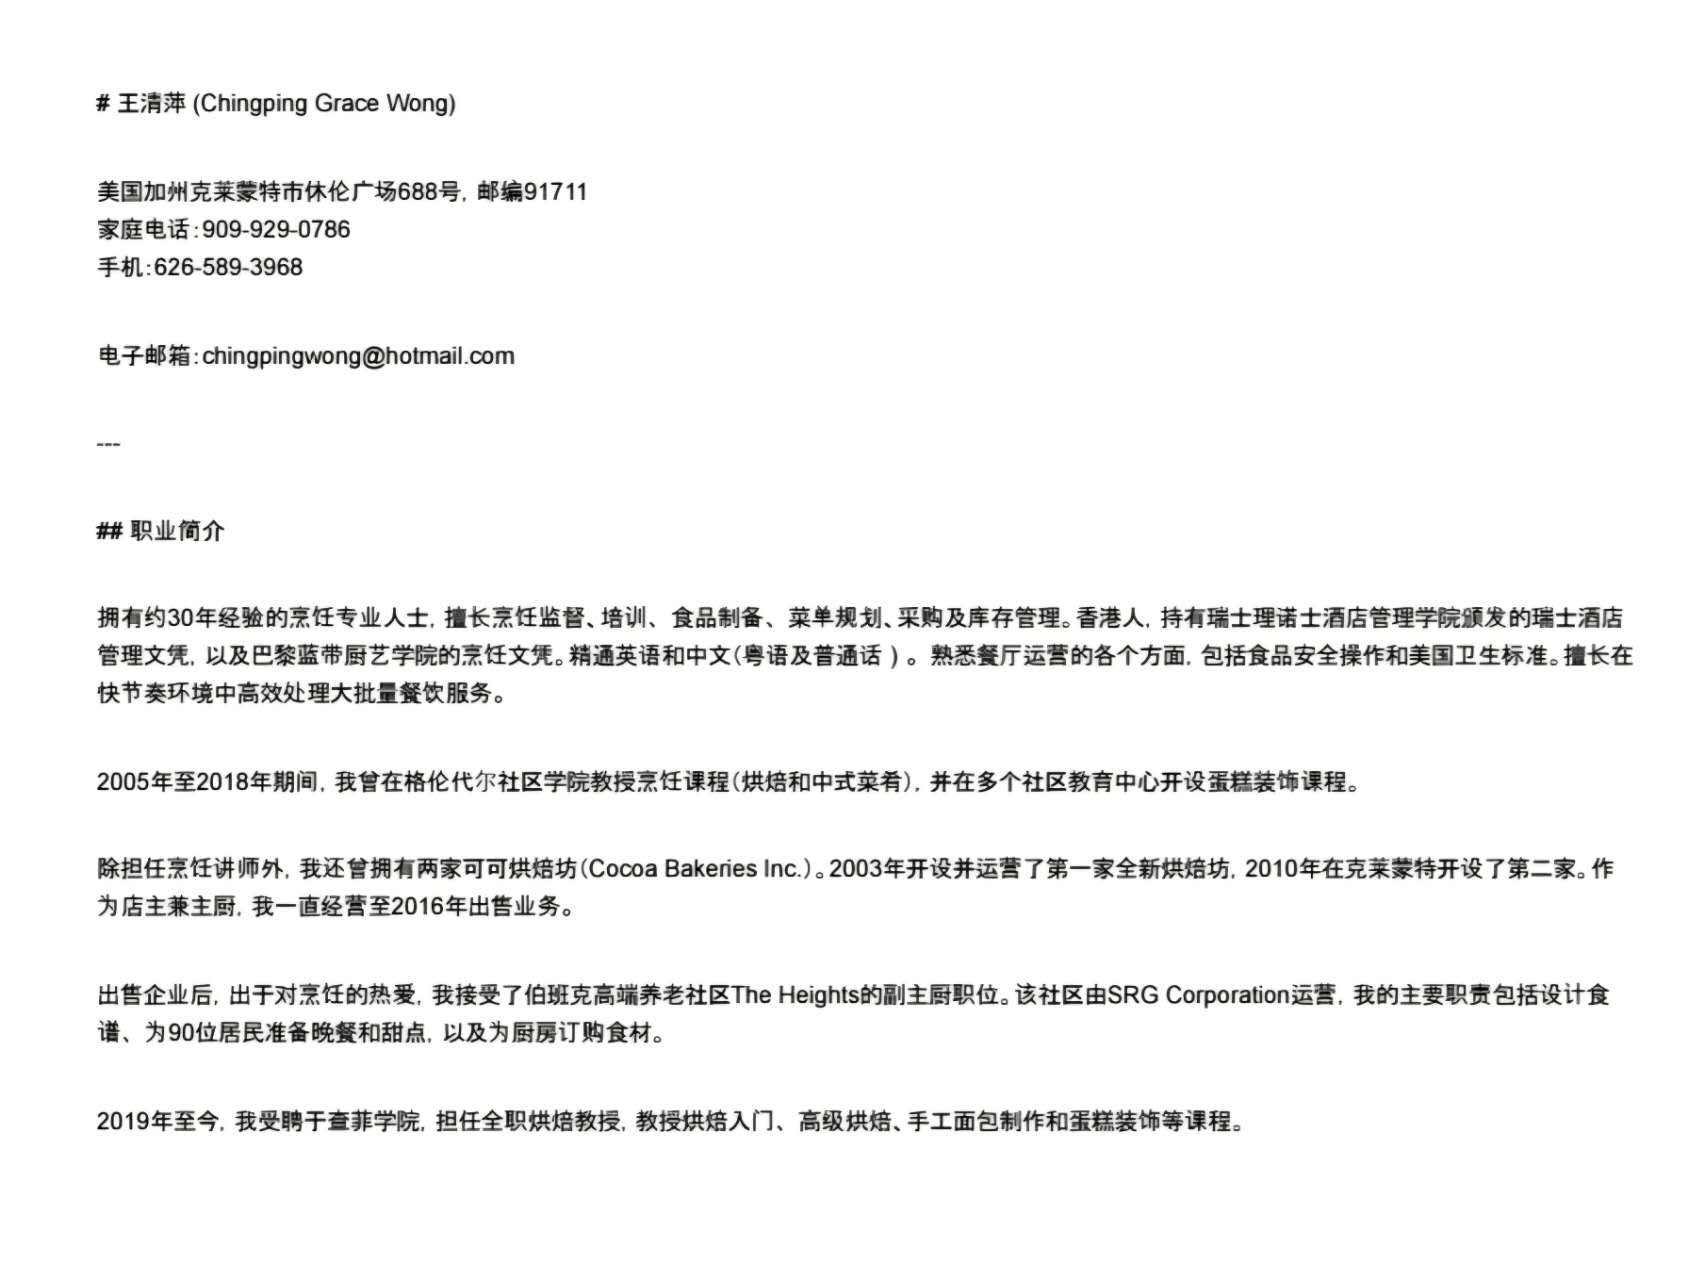 # 王清萍 (Chingping Grace Wong)
美国加州克莱蒙特市休伦广场688号, 邮编91711
家庭电话:909-929-0786
手机:626-589-3968
电子邮箱:chingpingwong@hotmail.com
---
## 职业简介
拥有约30年经验的烹饪专业人士, 擅长烹饪监督、培训、食品制备、菜单规划、采购及库存管理。香港人, 持有瑞士理诺士酒店管理学院颁发的瑞士酒店
管理文凭, 以及巴黎蓝带厨艺学院的烹饪文凭。精通英语和中文(粤语及普通话 ) 。熟悉餐厅运营的各个方面, 包括食品安全操作和美国卫生标准。擅长在
快节奏环境中高效处理大批量餐饮服务。
2005年至2018年期间, 我曾在格伦代尔社区学院教授烹饪课程(烘焙和中式菜肴), 并在多个社区教育中心开设蛋糕装饰课程。
除担任烹饪讲师外, 我还曾拥有两家可可烘焙坊(Cocoa Bakeries Inc.)。2003年开设并运营了第一家全新烘焙坊, 2010年在克莱蒙特开设了第二家。作
为店主兼主厨, 我一直经营至2016年出售业务。
出售企业后, 出于对烹饪的热爱, 我接受了伯班克高端养老社区The Heights的副主厨职位。该社区由SRG Corporation运营, 我的主要职责包括设计食
谱、为90位居民准备晚餐和甜点, 以及为厨房订购食材。
2019年至今, 我受聘于查菲学院, 担任全职烘焙教授, 教授烘焙入门、高级烘焙、手工面包制作和蛋糕装饰等课程。